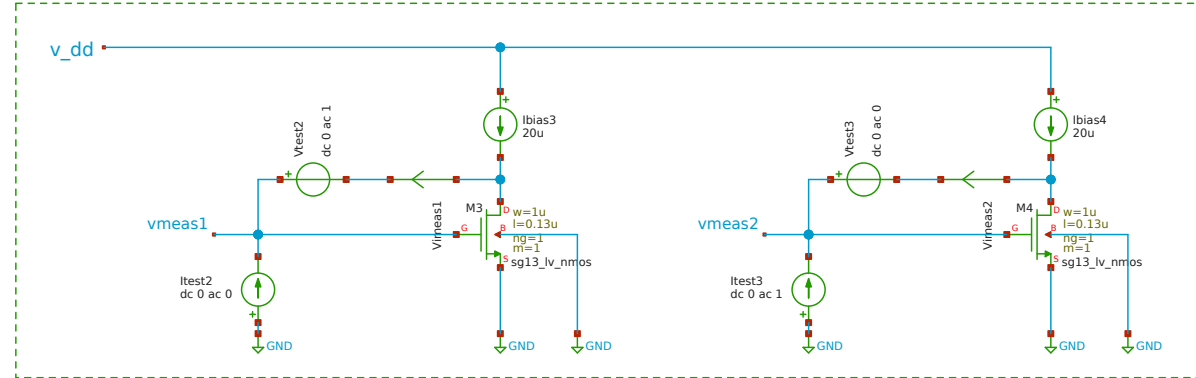 v_dd
Vtest2
dc 0 ac 1
+
+
Ibias3
20u
vmeas1
Vimeas1
M3
G
D
B
S
w=1u
l=0.13u
ng=1
m=1
sg13_lv_nmos
Itest2
dc 0 ac 0
+
GND
GND
GND
Vtest3
dc 0 ac 0
+
+
Ibias4
20u
vmeas2
Vimeas2
M4
G
D
B
S
w=1u
l=0.13u
ng=1
m=1
sg13_lv_nmos
Itest3
dc 0 ac 1
+
GND
GND
GND